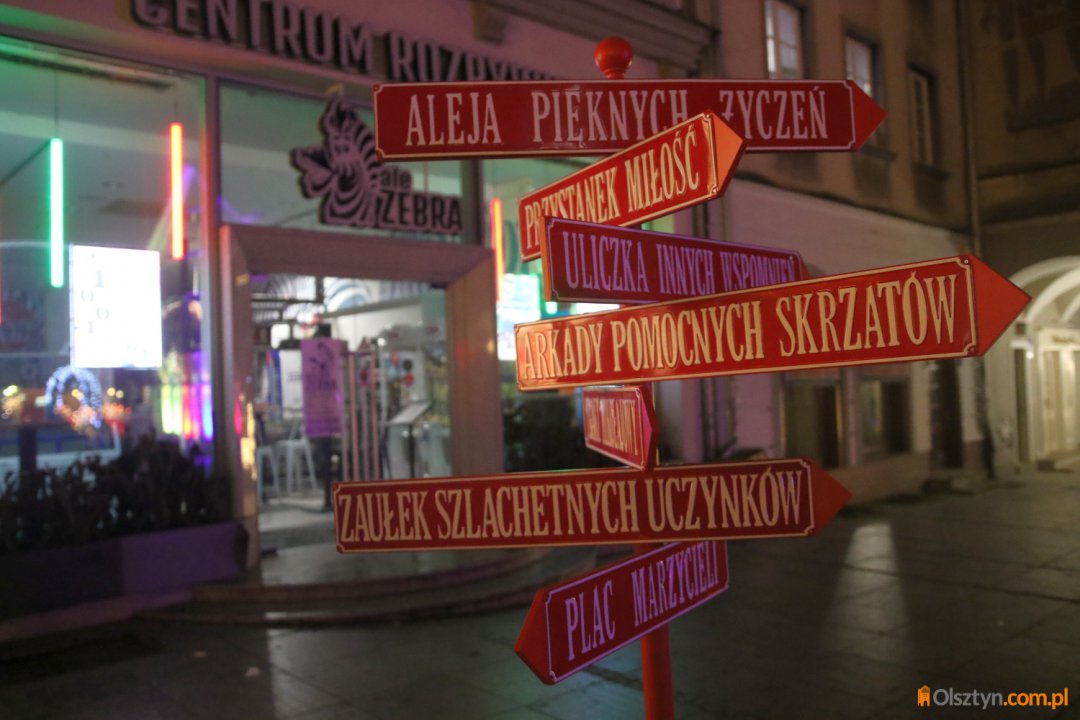 CENTRUM ROZRYWKI
ale
ZEBRA
ALEJA PIĘKNYCH ŻYCZEŃ
PRZYSTANEK MIŁOŚĆ
ULICZKA INNYCH WSPOMNIEŃ
ARKADY POMOCNYCH SKRZATÓW
ZAUŁEK SZLACHETNYCH UCZYNKÓW
PLAC MARZYCIELI
Olsztyn.com.pl